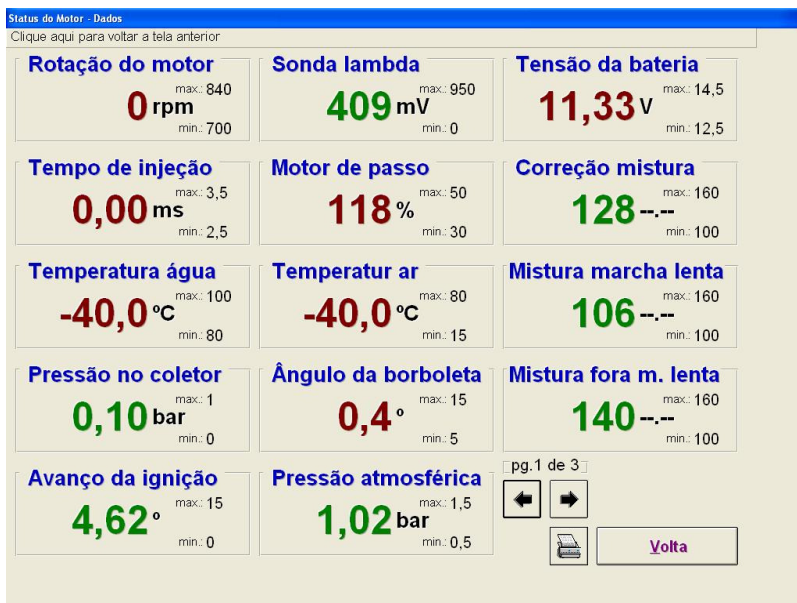 Status do Motor - Dados
Clique aqui para voltar a tela anterior
Rotação do motor
max.: 840
0 rpm
min.: 700
Sonda lambda
max.: 950
409 mV
min.: 0
Tensão da bateria
max.: 14,5
11,33 V
min.: 12,5
Tempo de injeção
max.: 3,5
0,00 ms
min.: 2,5
Motor de passo
max.: 50
118 %
min.: 30
Correção mistura
max.: 160
128 --.--
min.: 100
Temperatura água
max.: 100
-40,0 ºC
min.: 80
Temperatur ar
max.: 80
-40,0 ºC
min.: 15
Mistura marcha lenta
max.: 160
106 --.--
min.: 100
Pressão no coletor
max.: 1
0,10 bar
min.: 0
Ângulo da borboleta
max.: 15
0,4 º
min.: 5
Mistura fora m. lenta
max.: 160
140 --.--
min.: 100
Avanço da ignição
max.: 15
4,62 º
min.: 0
Pressão atmosférica
max.: 1,5
1,02 bar
min.: 0,5
pg.1 de 3
Volta